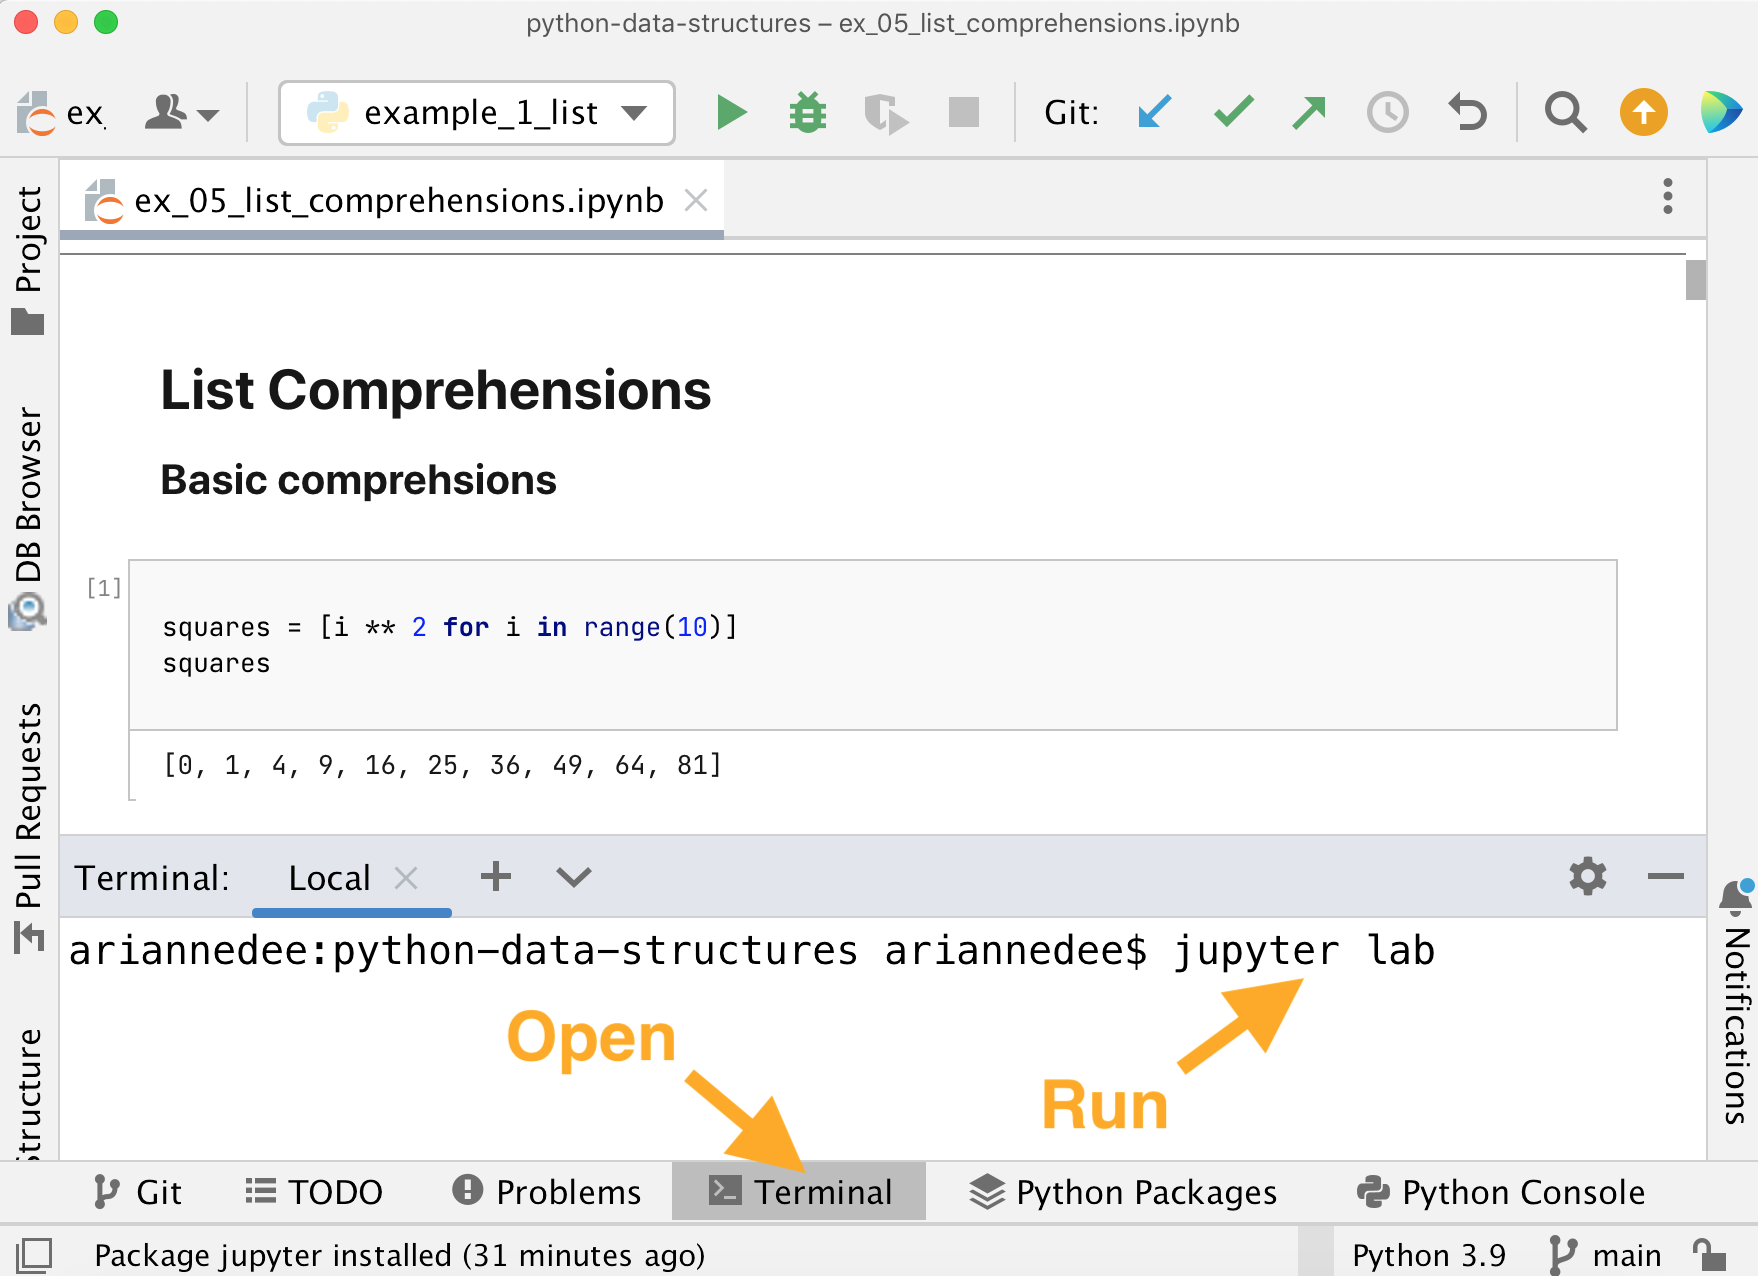 python-data-structures – ex_05_list_comprehensions.ipynb
ex_
example_1_list
Git:
ex_05_list_comprehensions.ipynb
Project
DB Browser
Pull Requests
Structure
List Comprehensions
Basic comprehsions
[1]
squares = [i ** 2 for i in range(10)]
squares
[0, 1, 4, 9, 16, 25, 36, 49, 64, 81]
Terminal: Local
ariannedee:python-data-structures ariannedee$ jupyter lab
Open
Run
Notifications
Git TODO Problems Terminal Python Packages Python Console
Package jupyter installed (31 minutes ago) Python 3.9 main